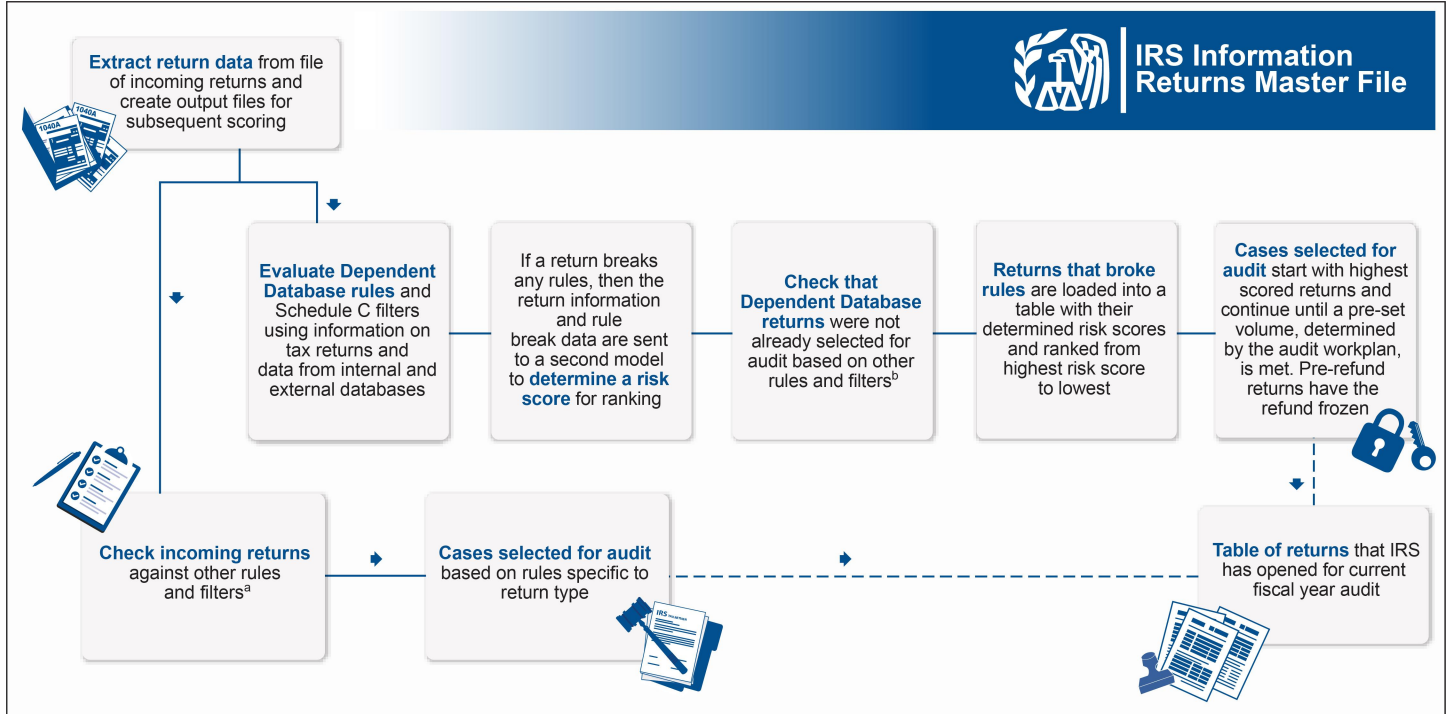 IRS Information
Returns Master File
Extract return data from file
of incoming returns and
create output files for
subsequent scoring
1040A
1040A
Evaluate Dependent
Database rules and
Schedule C filters
using information on
tax returns and
data from internal and
external databases
If a return breaks
any rules, then the
return information
and rule
break data are sent
to a second model
to determine a risk
score for ranking
Check that
Dependent Database
returns were not
already selected for
audit based on other
rules and filtersᵇ
Returns that broke
rules are loaded into a
table with their
determined risk scores
and ranked from
highest risk score
to lowest
Cases selected for
audit start with highest
scored returns and
continue until a pre-set
volume, determined
by the audit workplan,
is met. Pre-refund
returns have the
refund frozen
Check incoming returns
against other rules
and filtersᵃ
Cases selected for audit
based on rules specific to
return type
IRS
Table of returns that IRS
has opened for current
fiscal year audit